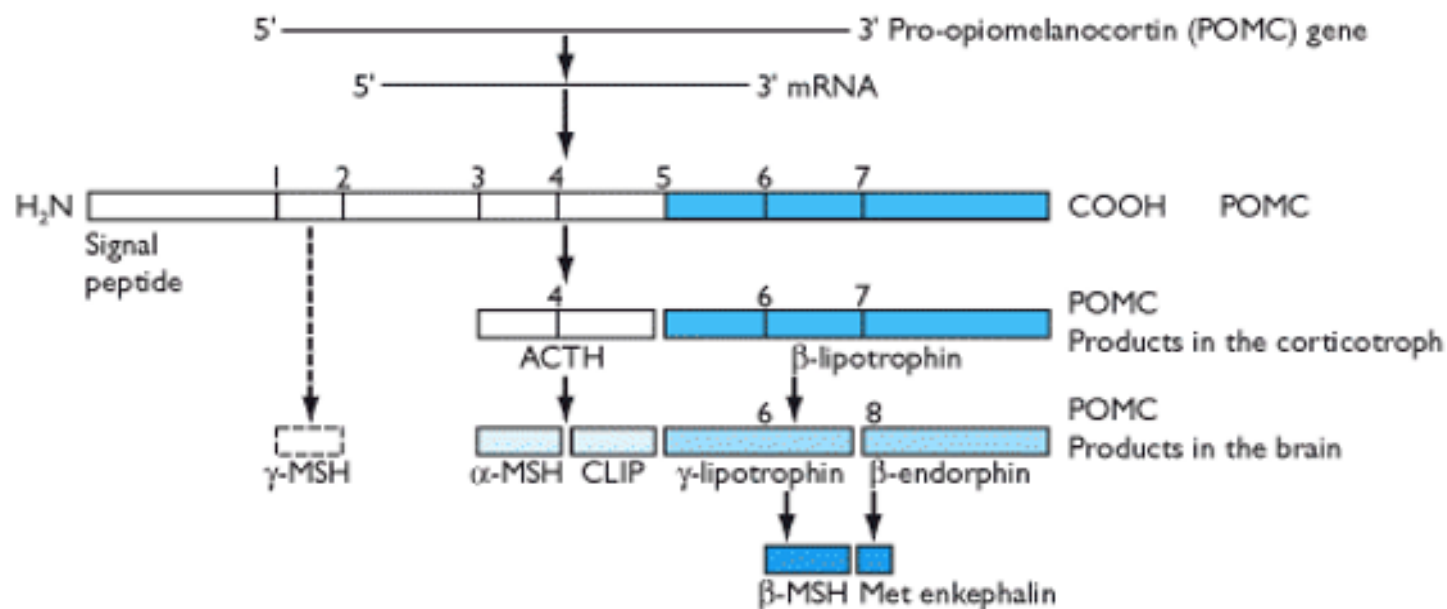 5' 3' Pro-opiomelanocortin (POMC) gene
5' 3' mRNA
1 2 3 4 5 6 7
H₂N COOH POMC
Signal
peptide
4 6 7
POMC
Products in the corticotroph
ACTH β-lipotrophin
6 8
POMC
Products in the brain
γ-MSH α-MSH CLIP γ-lipotrophin β-endorphin
β-MSH Met enkephalin